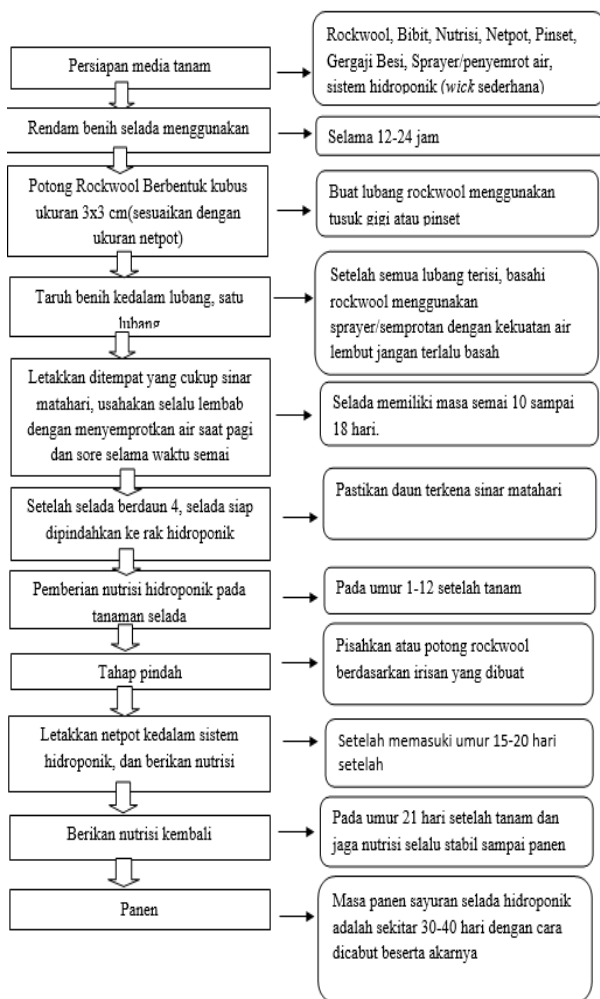 Persiapan media tanam
Rockwool, Bibit, Nutrisi, Netpot, Pinset,
Gergaji Besi, Sprayer/penyemrot air,
sistem hidroponik (wick sederhana)
Rendam benih selada menggunakan
Selama 12-24 jam
Potong Rockwool Berbentuk kubus
ukuran 3x3 cm(sesuaikan dengan
ukuran netpot)
Buat lubang rockwool menggunakan
tusuk gigi atau pinset
Taruh benih kedalam lubang, satu
lubang
Setelah semua lubang terisi, basahi
rockwool menggunakan
sprayer/semprotan dengan kekuatan air
lembut jangan terlalu basah
Letakkan ditempat yang cukup sinar
matahari, usahakan selalu lembab
dengan menyemprotkan air saat pagi
dan sore selama waktu semai
Selada memiliki masa semai 10 sampai
18 hari.
Setelah selada berdaun 4, selada siap
dipindahkan ke rak hidroponik
Pastikan daun terkena sinar matahari
Pemberian nutrisi hidroponik pada
tanaman selada
Pada umur 1-12 setelah tanam
Tahap pindah
Pisahkan atau potong rockwool
berdasarkan irisan yang dibuat
Letakkan netpot kedalam sistem
hidroponik, dan berikan nutrisi
Setelah memasuki umur 15-20 hari
setelah
Berikan nutrisi kembali
Pada umur 21 hari setelah tanam dan
jaga nutrisi selalu stabil sampai panen
Panen
Masa panen sayuran selada hidroponik
adalah sekitar 30-40 hari dengan cara
dicabut beserta akarnya